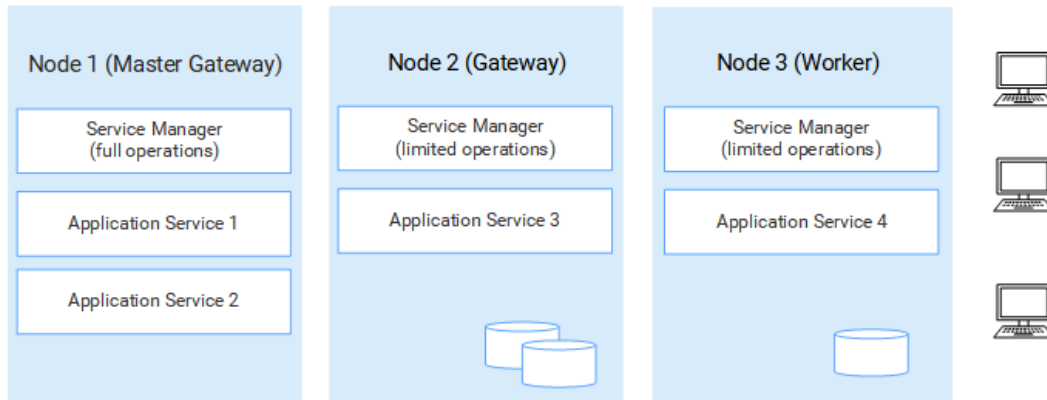 Node 1 (Master Gateway)
Service Manager
(full operations)
Application Service 1
Application Service 2
Node 2 (Gateway)
Service Manager
(limited operations)
Application Service 3
Node 3 (Worker)
Service Manager
(limited operations)
Application Service 4